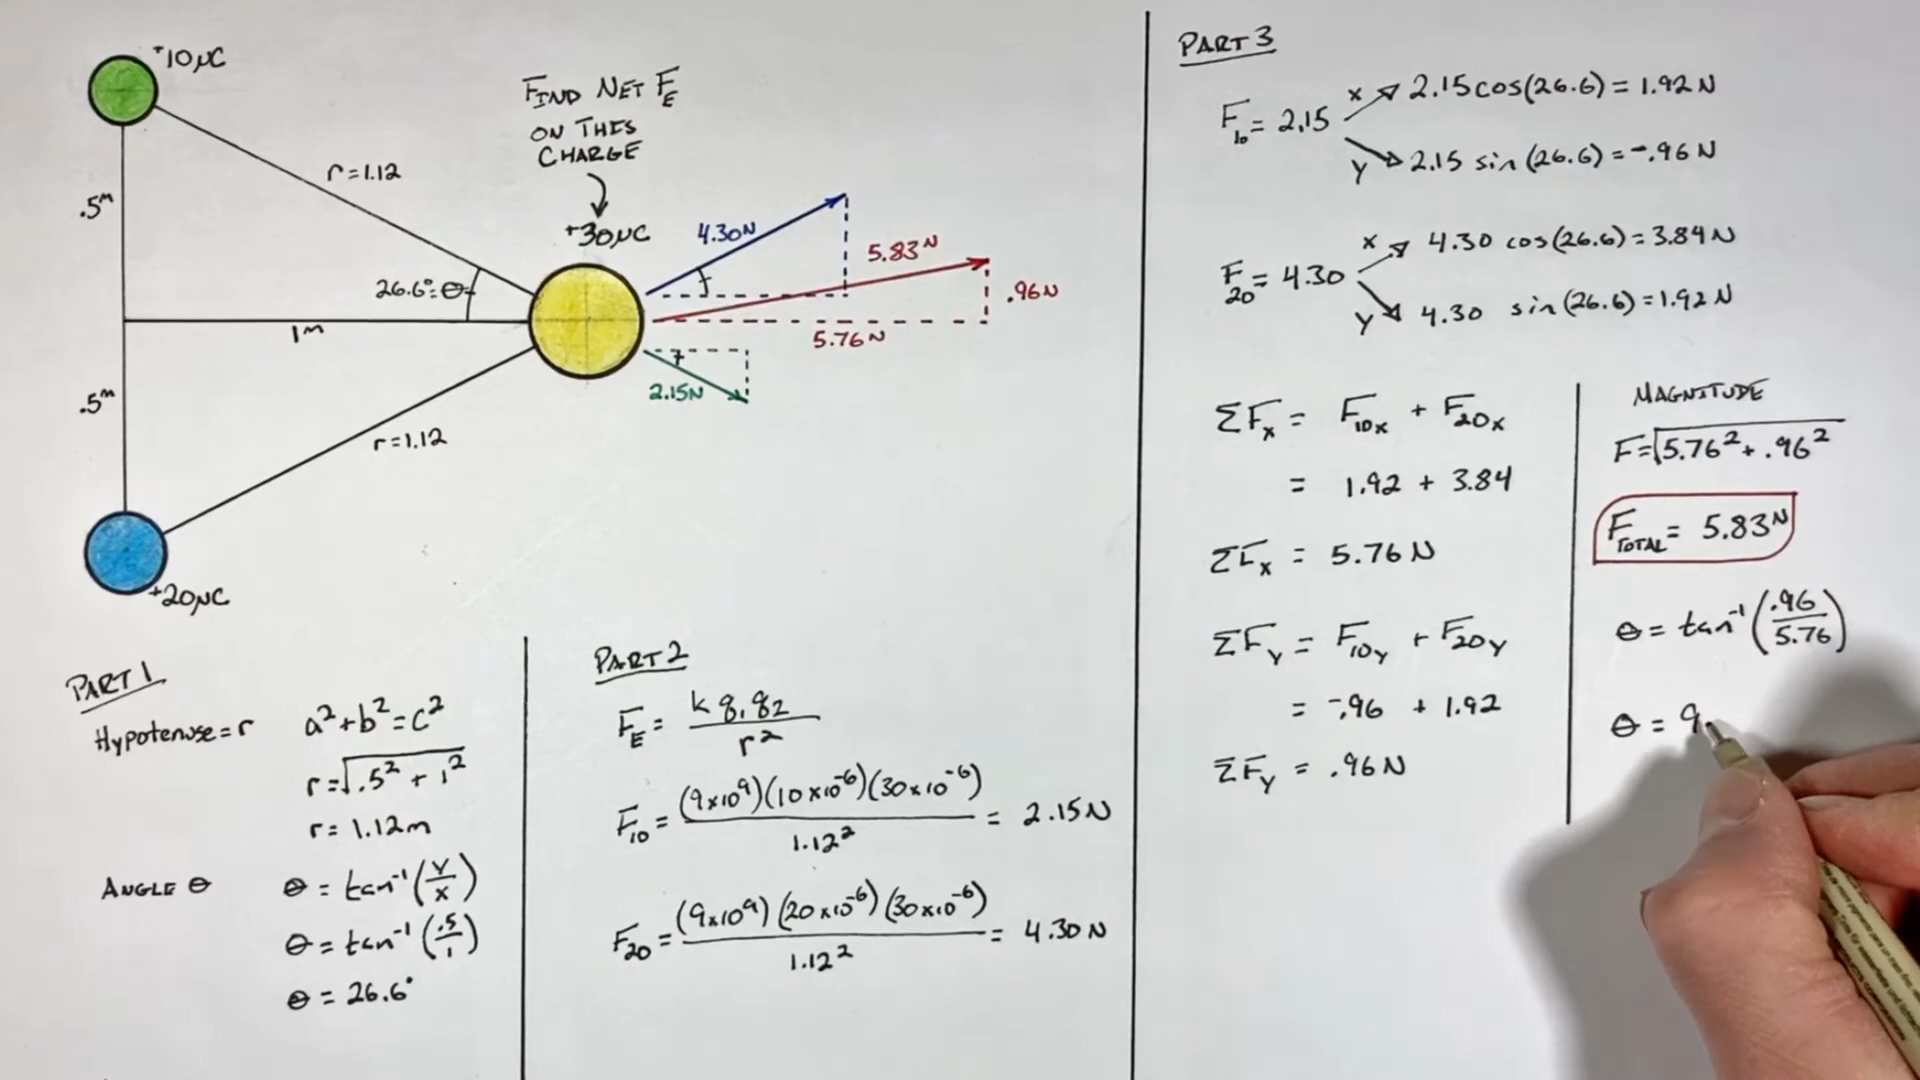 +10μC
FIND NET F_E
ON THIS
CHARGE
r=1.12
.5m
+30μC
4.30N
5.83N
.96N
26.6°=θ
1m
5.76N
2.15N
.5m
r=1.12
+20μC
PART 1
Hypotenuse=r a²+b²=c²
r=√.5²+1²
r=1.12m
ANGLE θ θ=tan⁻¹(Y/X)
θ=tan⁻¹(.5/1)
θ=26.6°
PART 2
F_E = k q₁q₂/r²
F₁₀ = (9x10⁹)(10x10⁻⁶)(30x10⁻⁶)/1.12² = 2.15N
F₂₀ = (9x10⁹)(20x10⁻⁶)(30x10⁻⁶)/1.12² = 4.30N
PART 3
x 2.15cos(26.6)=1.92N
F₁₀=2.15
y 2.15 sin(26.6)=-.96N
x 4.30 cos(26.6)=3.84N
F₂₀=4.30
y 4.30 sin(26.6)=1.92N
ΣFx = F₁₀x + F₂₀x
= 1.92 + 3.84
ΣFx = 5.76N
ΣFy = F₁₀y + F₂₀y
= -.96 + 1.92
ΣFy = .96N
MAGNITUDE
F=√5.76²+.96²
F_TOTAL = 5.83N
θ = tan⁻¹(.96/5.76)
θ = 9.